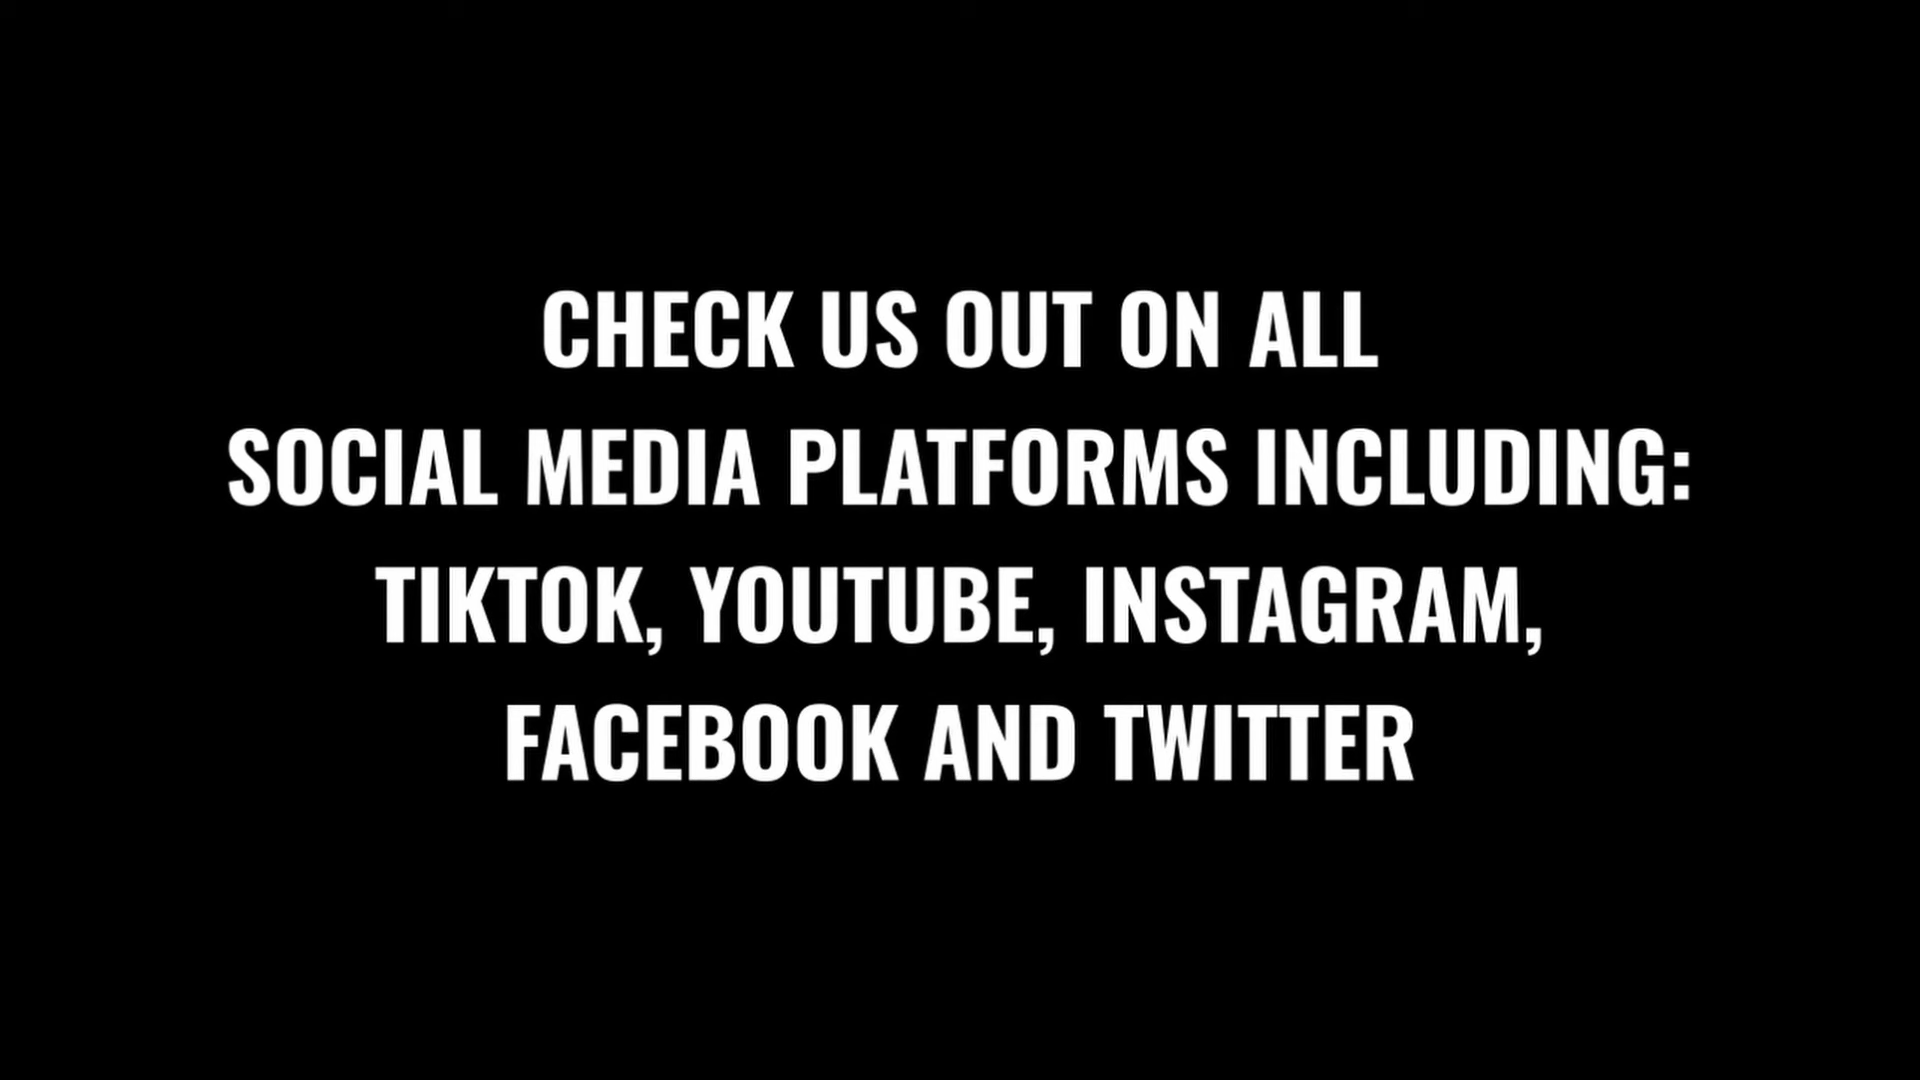 CHECK US OUT ON ALL
SOCIAL MEDIA PLATFORMS INCLUDING:
TIKTOK, YOUTUBE, INSTAGRAM,
FACEBOOK AND TWITTER